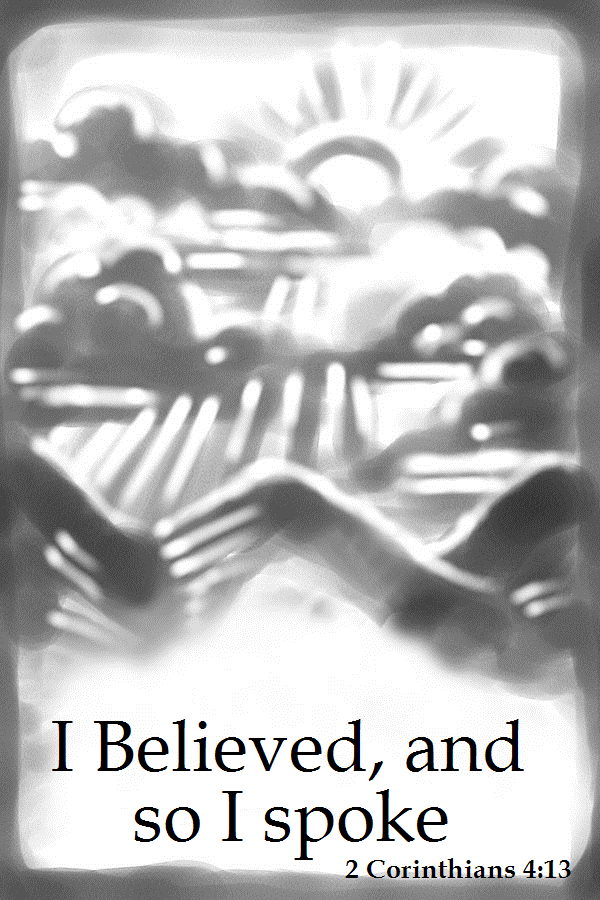 I Believed, and
so I spoke
2 Corinthians 4:13